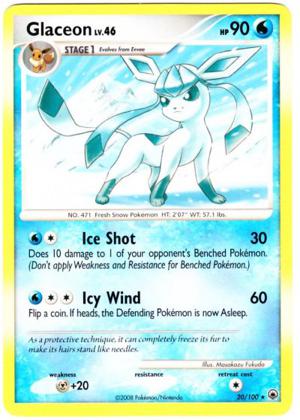 Glaceon LV.46 HP 90
STAGE 1 Evolves from Eevee
NO. 471 Fresh Snow Pokémon HT: 2'07" WT: 57.1 lbs.
Ice Shot 30
Does 10 damage to 1 of your opponent's Benched Pokémon.
(Don't apply Weakness and Resistance for Benched Pokémon.)
Icy Wind 60
Flip a coin. If heads, the Defending Pokémon is now Asleep.
As a protective technique, it can completely freeze its fur to
make its hairs stand like needles.
Illus. Masakazu Fukuda
weakness resistance retreat cost
+20
©2008 Pokémon/Nintendo 20/100 ★